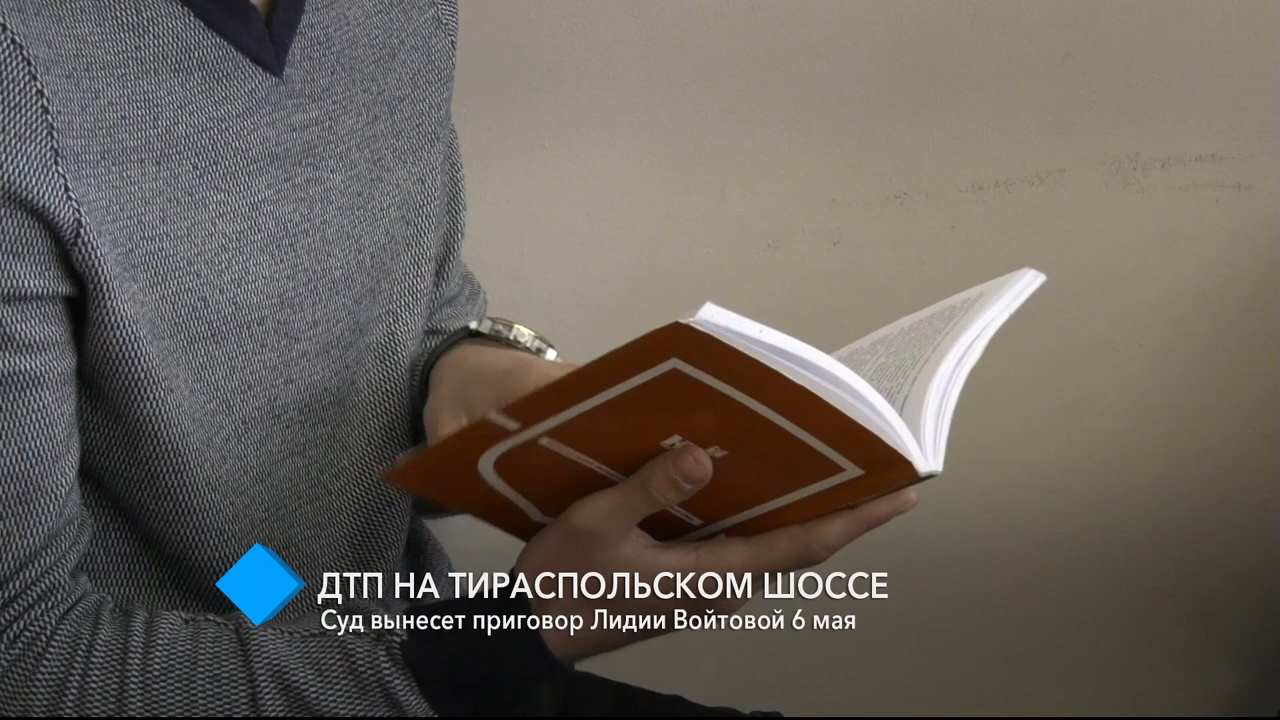 ДТП НА ТИРАСПОЛЬСКОМ ШОССЕ
Суд вынесет приговор Лидии Войтовой 6 мая